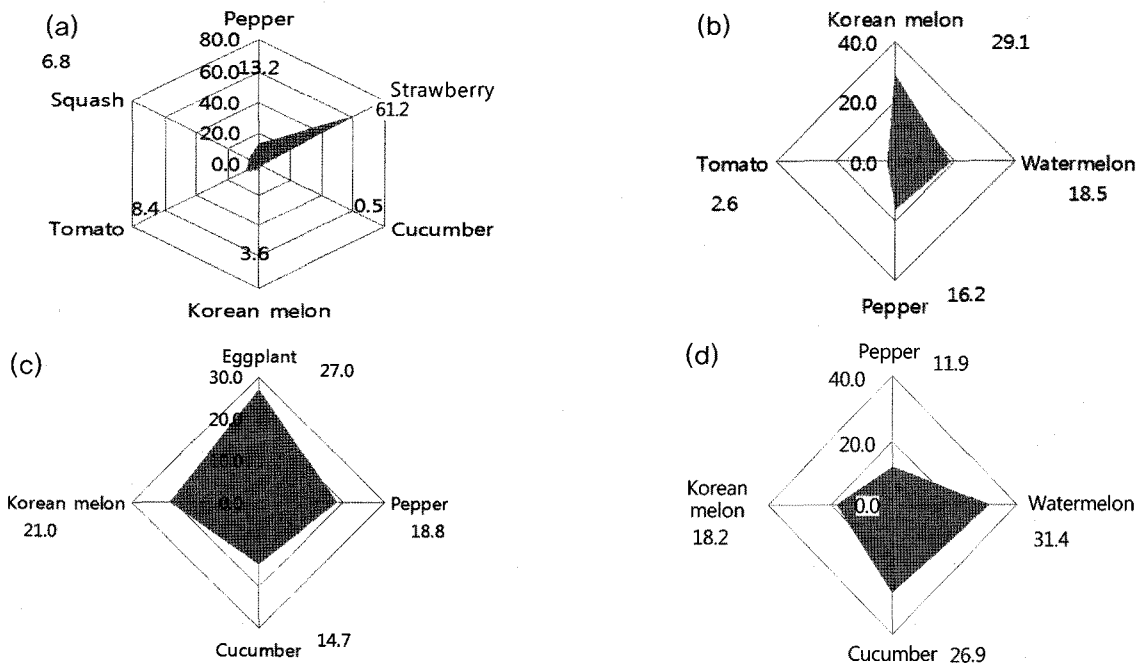 (a)
Pepper
80.0
6.8
60.0
13.2
Squash
Strawberry
40.0
61.2
20.0
0.0
8.4
0.5
Tomato
Cucumber
3.6
Korean melon
(b)
Korean melon
40.0
29.1
20.0
Tomato
0.0
Watermelon
2.6
18.5
Pepper
16.2
(c)
Eggplant
30.0
27.0
20.0
Korean melon
0.0
Pepper
21.0
18.8
Cucumber
14.7
(d)
Pepper
40.0
11.9
20.0
Korean
melon
0.0
Watermelon
18.2
31.4
Cucumber
26.9